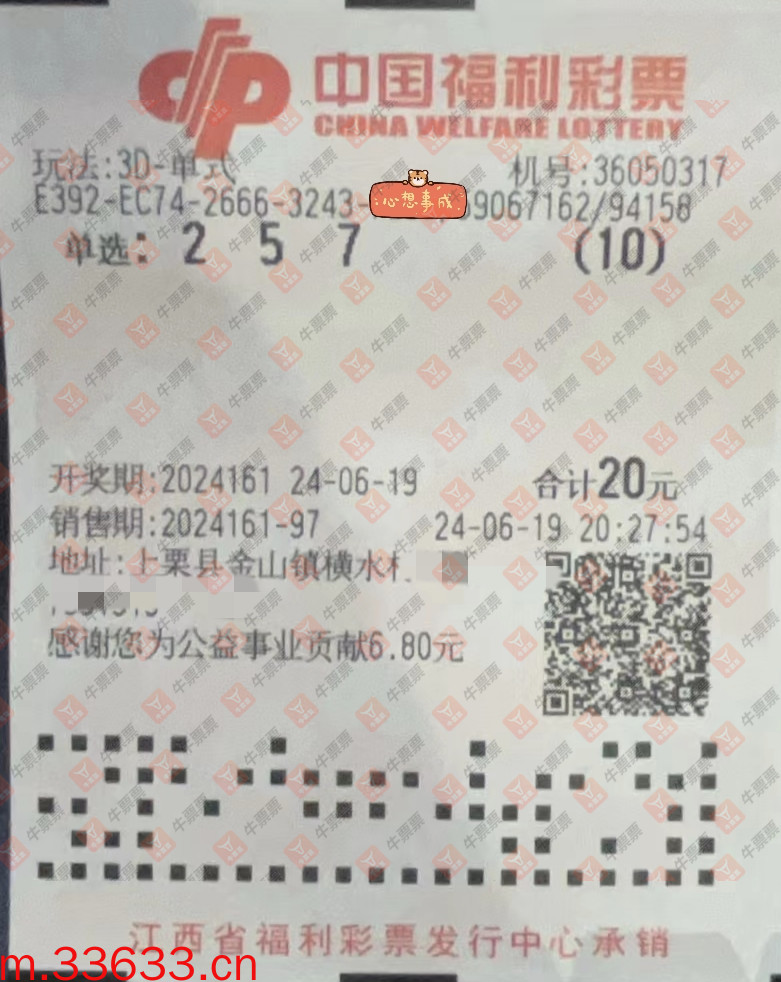 中国福利彩票
CHINA WELFARE LOTTERY
玩法:3D-单式 机号:36050317
E392-EC74-2666-3243- 心想事成 69067162/94158
单选: 2 5 7 (10)
开奖期:2024161 24-06-19 合计20元
销售期:2024161-97 24-06-19 20:27:54
地址:上栗县金山镇横水村
感谢您为公益事业贡献6.80元
江西省福利彩票发行中心承销
m.33633.cn
牛票票